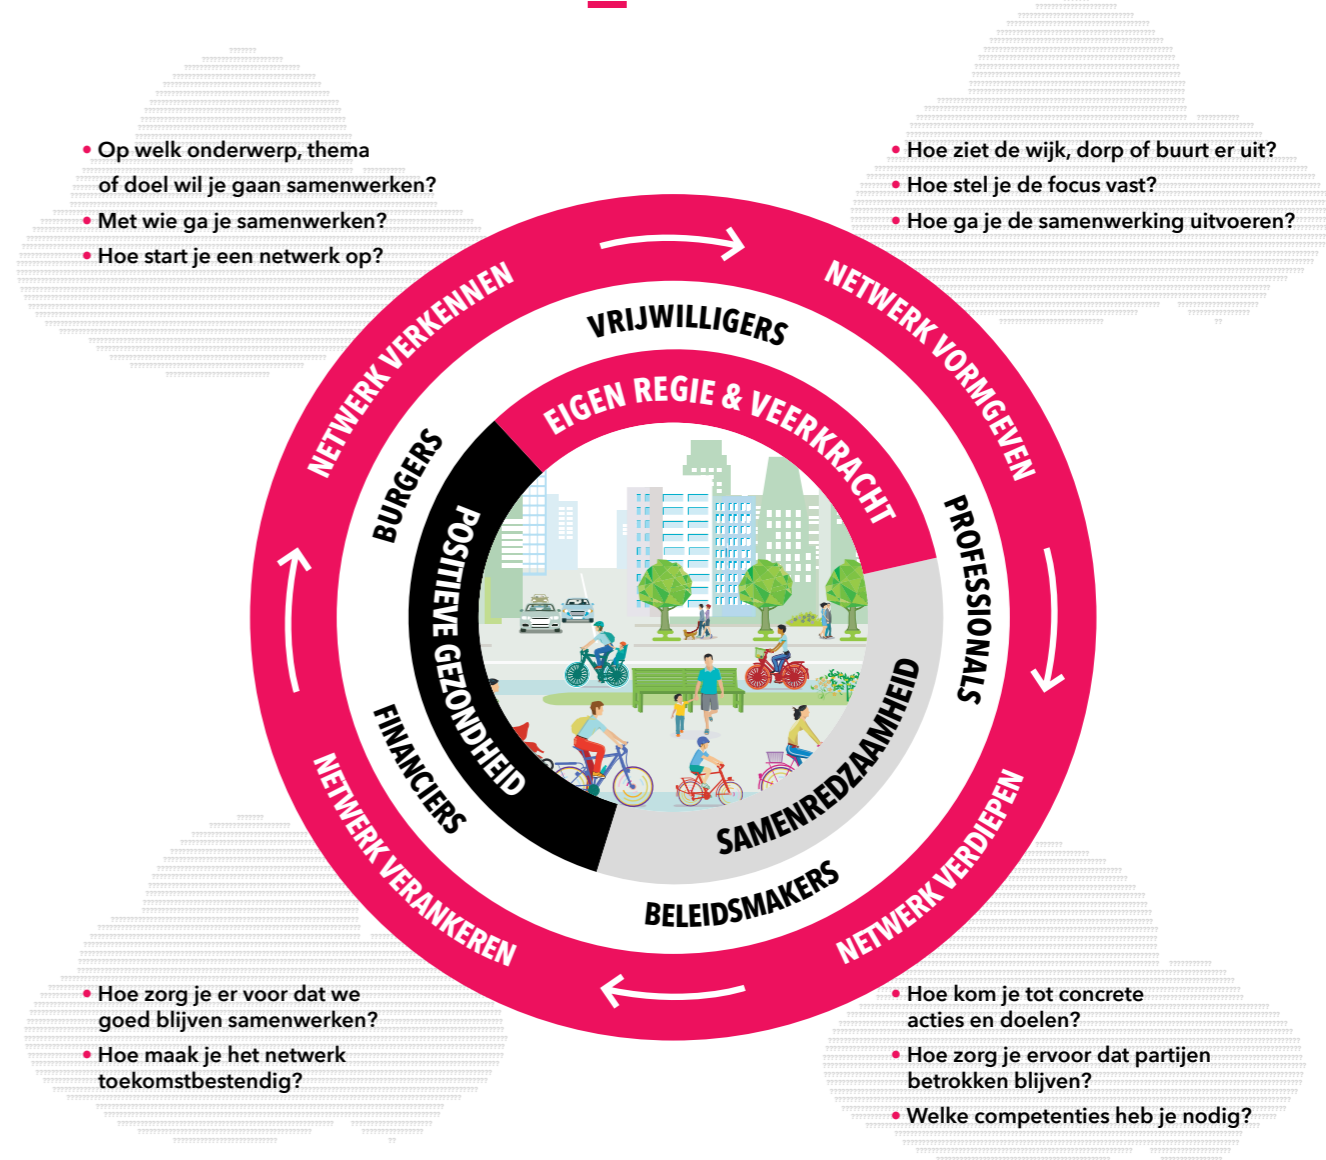 • Op welk onderwerp, thema
of doel wil je gaan samenwerken?
• Met wie ga je samenwerken?
• Hoe start je een netwerk op?
• Hoe ziet de wijk, dorp of buurt er uit?
• Hoe stel je de focus vast?
• Hoe ga je de samenwerking uitvoeren?
NETWERK VERKENNEN
NETWERK VORMGEVEN
NETWERK VERDIEPEN
NETWERK VERANKEREN
VRIJWILLIGERS
PROFESSIONALS
BELEIDSMAKERS
FINANCIERS
BURGERS
EIGEN REGIE & VEERKRACHT
SAMENREDZAAMHEID
POSITIEVE GEZONDHEID
• Hoe zorg je er voor dat we
goed blijven samenwerken?
• Hoe maak je het netwerk
toekomstbestendig?
• Hoe kom je tot concrete
acties en doelen?
• Hoe zorg je ervoor dat partijen
betrokken blijven?
• Welke competenties heb je nodig?